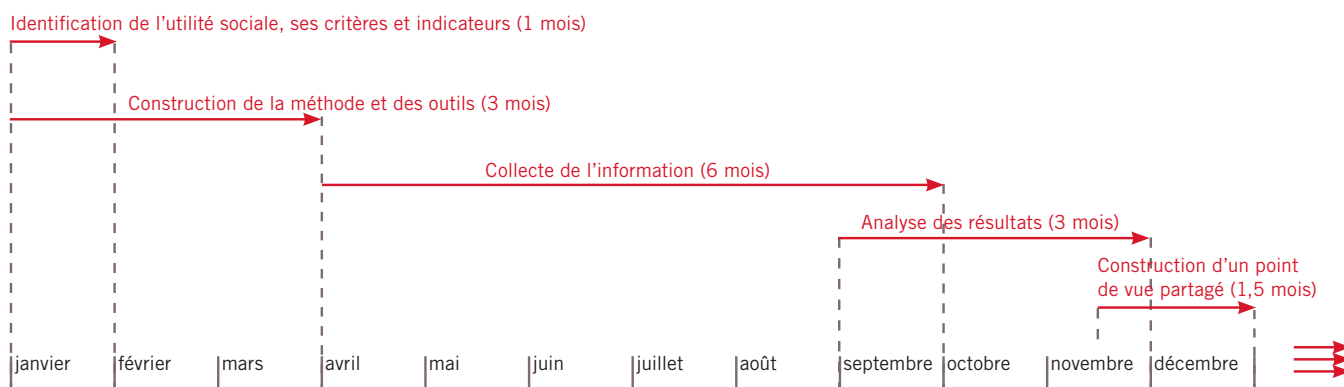 Identification de l’utilité sociale, ses critères et indicateurs (1 mois)
Construction de la méthode et des outils (3 mois)
Collecte de l’information (6 mois)
Analyse des résultats (3 mois)
Construction d’un point
de vue partagé (1,5 mois)
janvier février mars avril mai juin juillet août septembre octobre novembre décembre